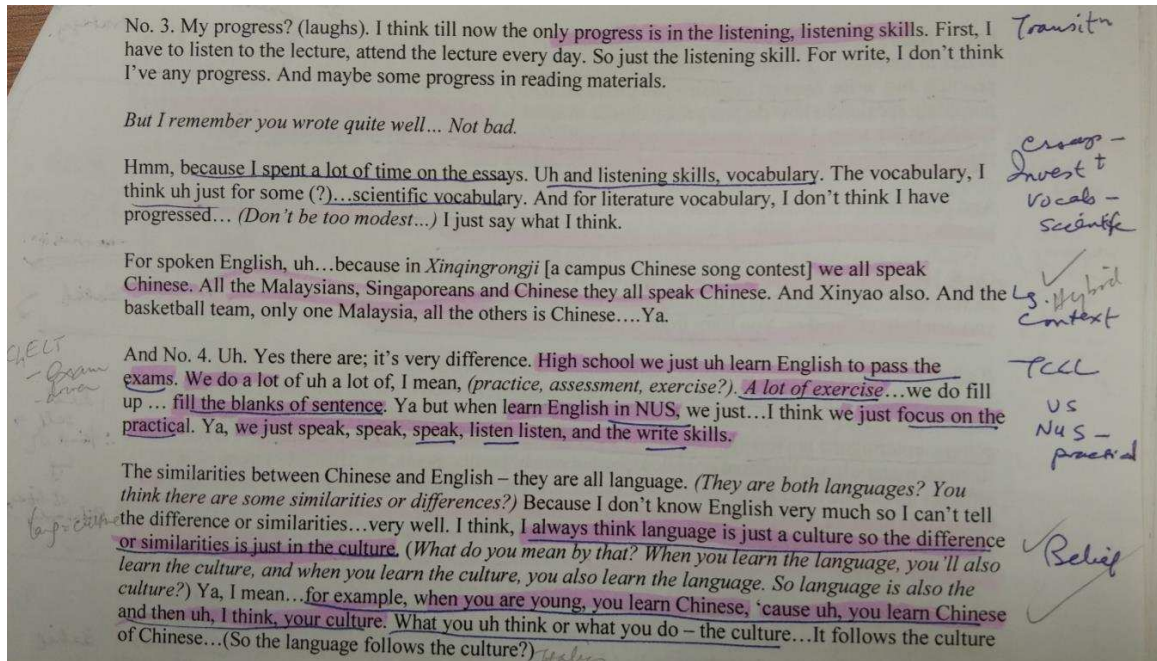 No. 3. My progress? (laughs). I think till now the only progress is in the listening, listening skills. First, I
have to listen to the lecture, attend the lecture every day. So just the listening skill. For write, I don't think
I've any progress. And maybe some progress in reading materials.
But I remember you wrote quite well… Not bad.
Hmm, because I spent a lot of time on the essays. Uh and listening skills, vocabulary. The vocabulary, I
think uh just for some (?)…scientific vocabulary. And for literature vocabulary, I don't think I have
progressed… (Don't be too modest…) I just say what I think.
For spoken English, uh…because in Xinqingrongji [a campus Chinese song contest] we all speak
Chinese. All the Malaysians, Singaporeans and Chinese they all speak Chinese. And Xinyao also. And the
basketball team, only one Malaysia, all the others is Chinese….Ya.
And No. 4. Uh. Yes there are; it's very difference. High school we just uh learn English to pass the
exams. We do a lot of uh a lot of, I mean, (practice, assessment, exercise?). A lot of exercise…we do fill
up … fill the blanks of sentence. Ya but when learn English in NUS, we just…I think we just focus on the
practical. Ya, we just speak, speak, speak, listen listen, and the write skills.
The similarities between Chinese and English – they are all language. (They are both languages? You
think there are some similarities or differences?) Because I don't know English very much so I can't tell
the difference or similarities…very well. I think, I always think language is just a culture so the difference
or similarities is just in the culture. (What do you mean by that? When you learn the language, you'll also
learn the culture, and when you learn the culture, you also learn the language. So language is also the
culture?) Ya, I mean…for example, when you are young, you learn Chinese, 'cause uh, you learn Chinese
and then uh, I think, your culture. What you uh think or what you do – the culture…It follows the culture
of Chinese…(So the language follows the culture?)
Transitn
essays –
Invest t
Vocab –
Scientific
Lg. Hybrid
Context
TCLL
US
NUS –
practical
Belief
CLELT
- exam
driven